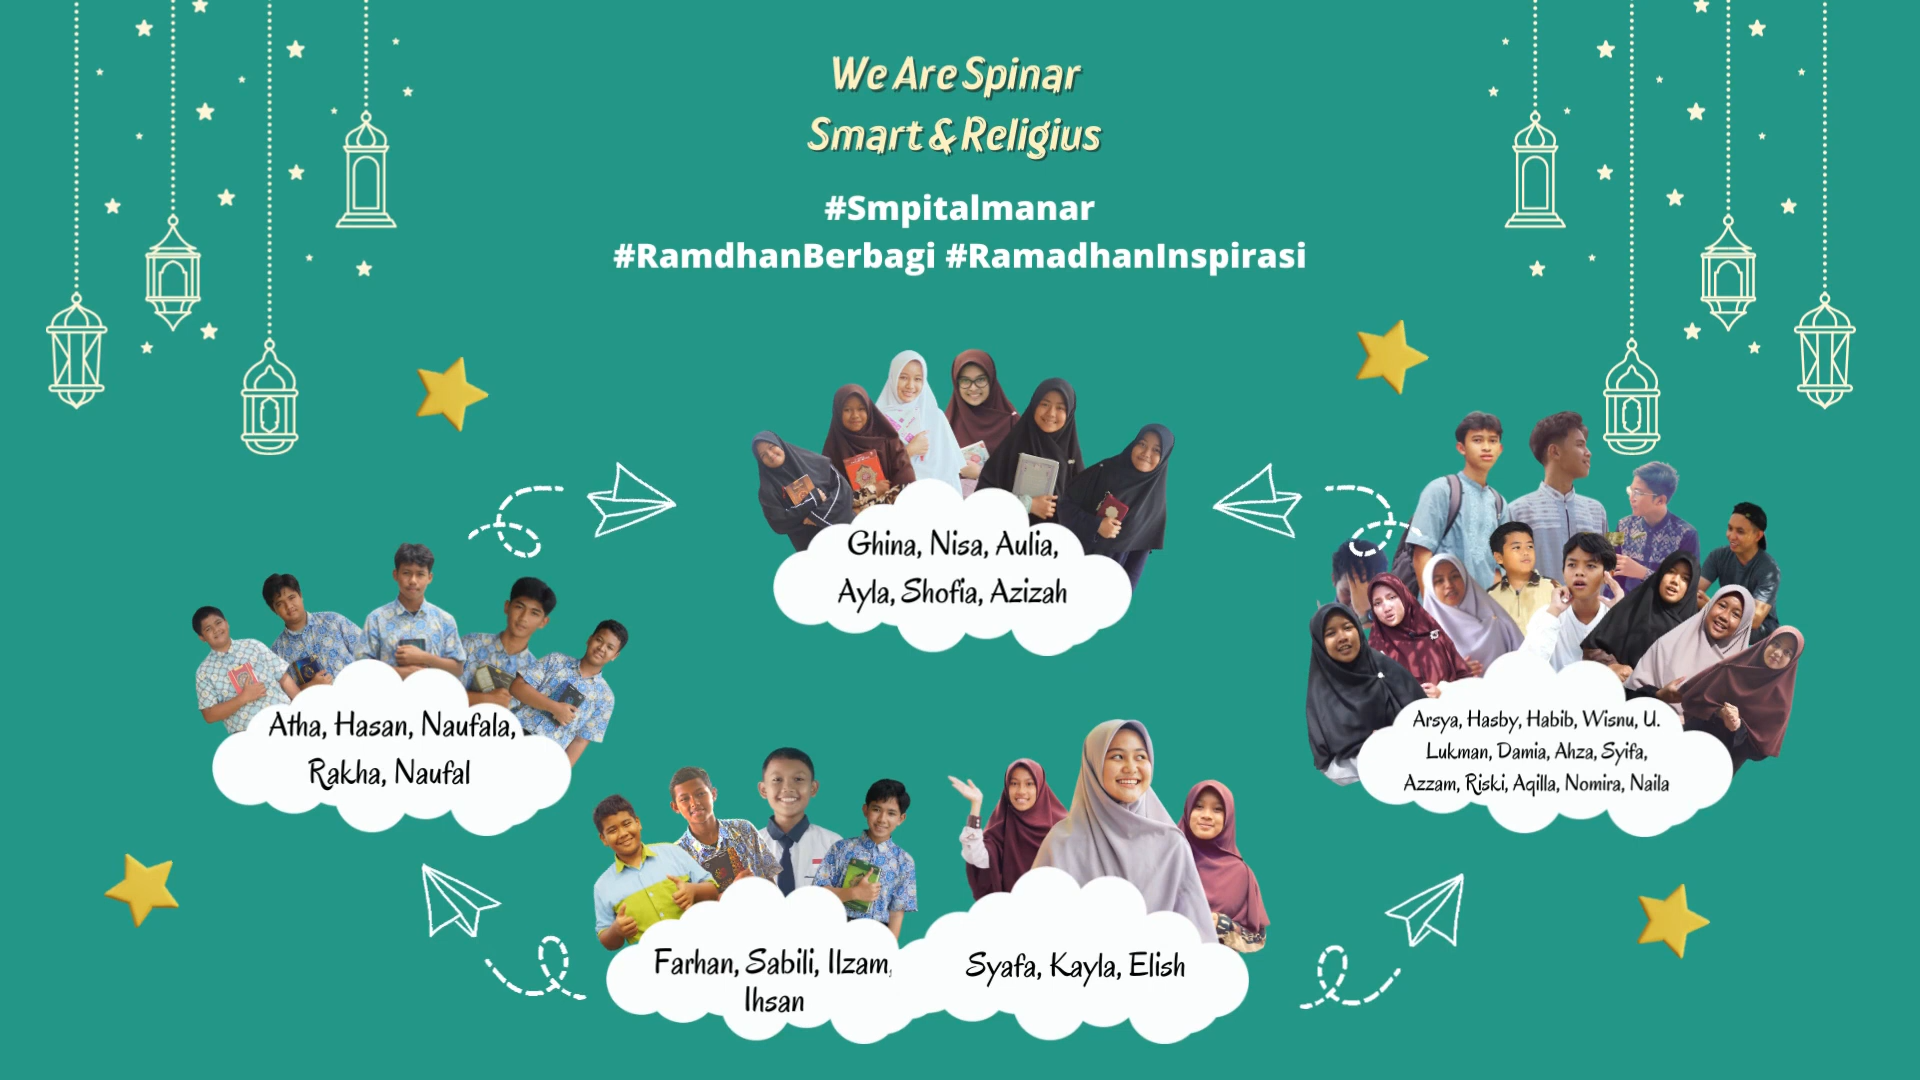 We Are Spinar
Smart & Religius
#Smpitalmanar
#RamdhanBerbagi #RamadhanInspirasi
Ghina, Nisa, Aulia,
Ayla, Shofia, Azizah
Atha, Hasan, Naufala,
Rakha, Naufal
Arsya, Hasby, Habib, Wisnu, U.
Lukman, Damia, Ahza, Syifa,
Azzam, Riski, Aqilla, Nomira, Naila
Farhan, Sabili, Ilzam,
Ihsan
Syafa, Kayla, Elish